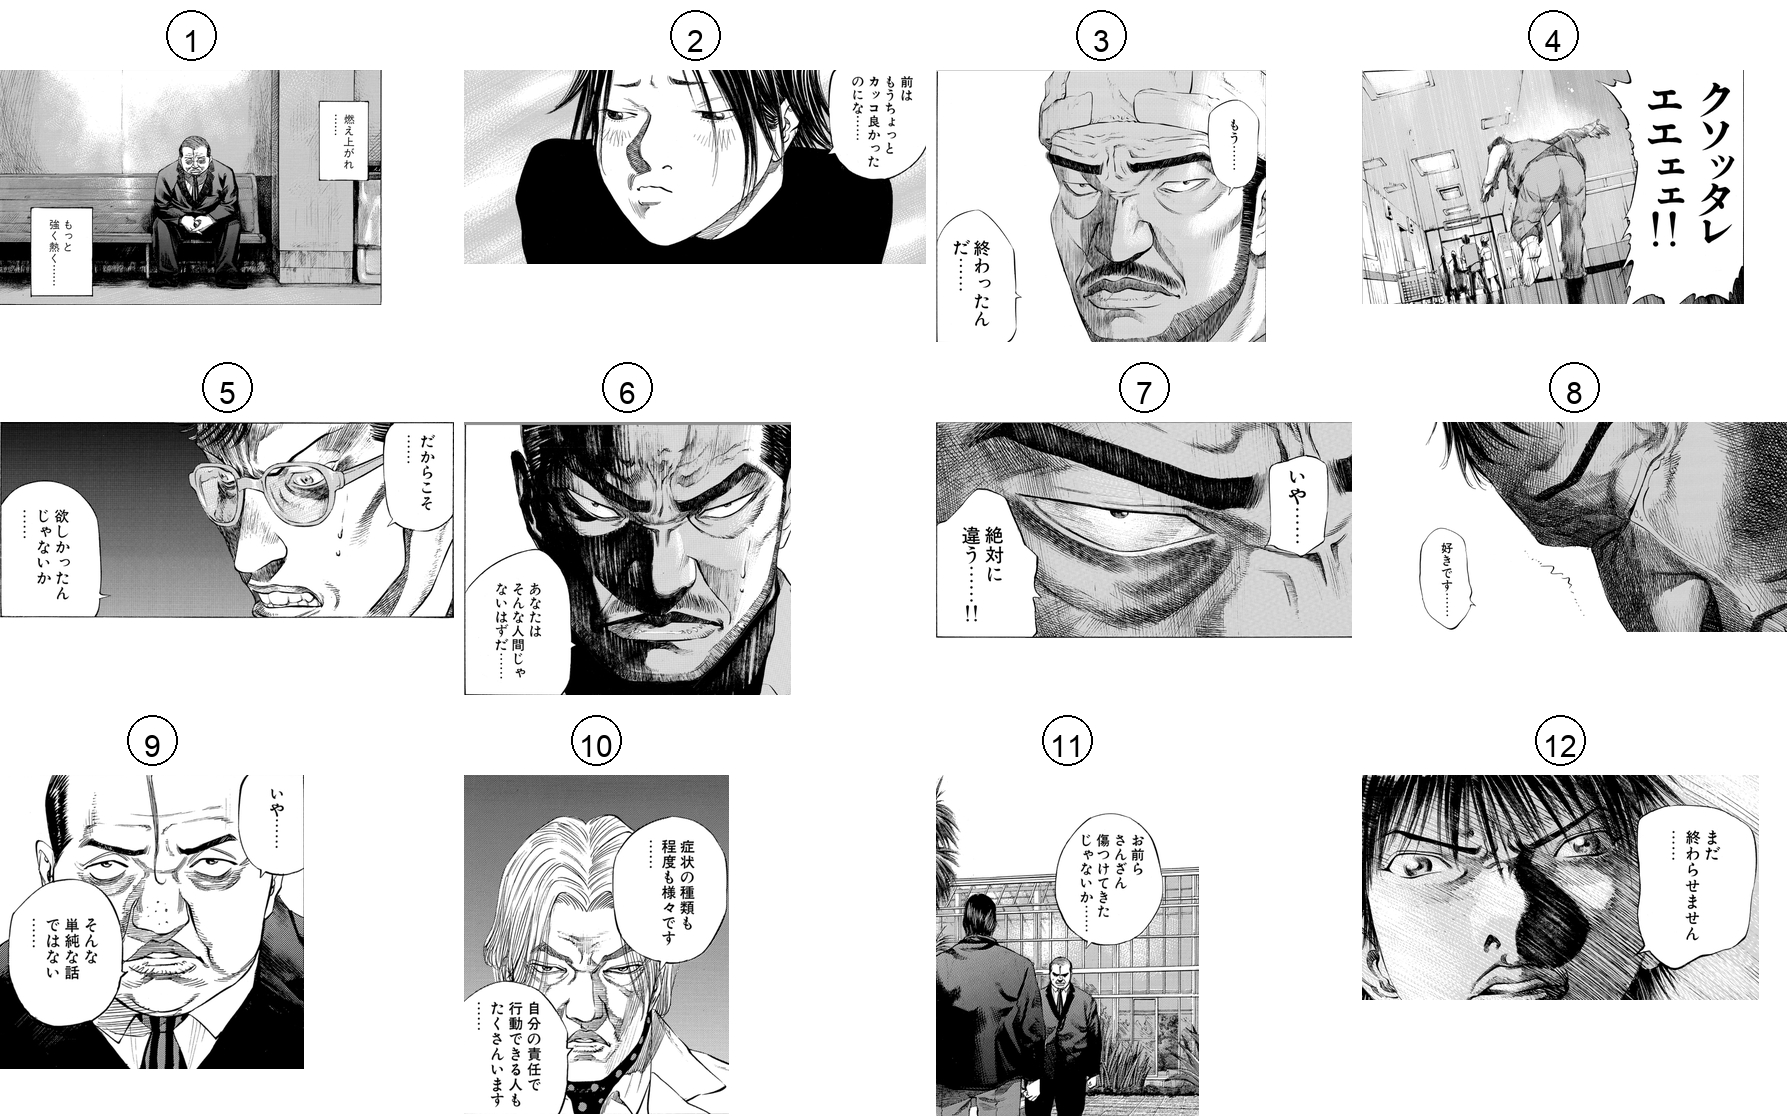 1
燃え上がれ
……
もっと
強く熱く……
2
前は
もうちょっと
カッコ良かった
のにな……
3
もう……
終わったん
だ……
4
クソッタレ
エエェェ!!
5
だからこそ
……
欲しかったん
じゃないか
……
6
あなたは
そんな人間じゃ
ないはずだ……
7
いや……
絶対に
違う……!!
8
好きです……
9
いや……
そんな
単純な話
ではない
……
10
症状の種類も
程度も様々です
……
自分の責任で
行動できる人も
たくさんいます
……
11
お前ら
さんざん
傷つけてきた
じゃないか……
12
まだ
終わらせません
……